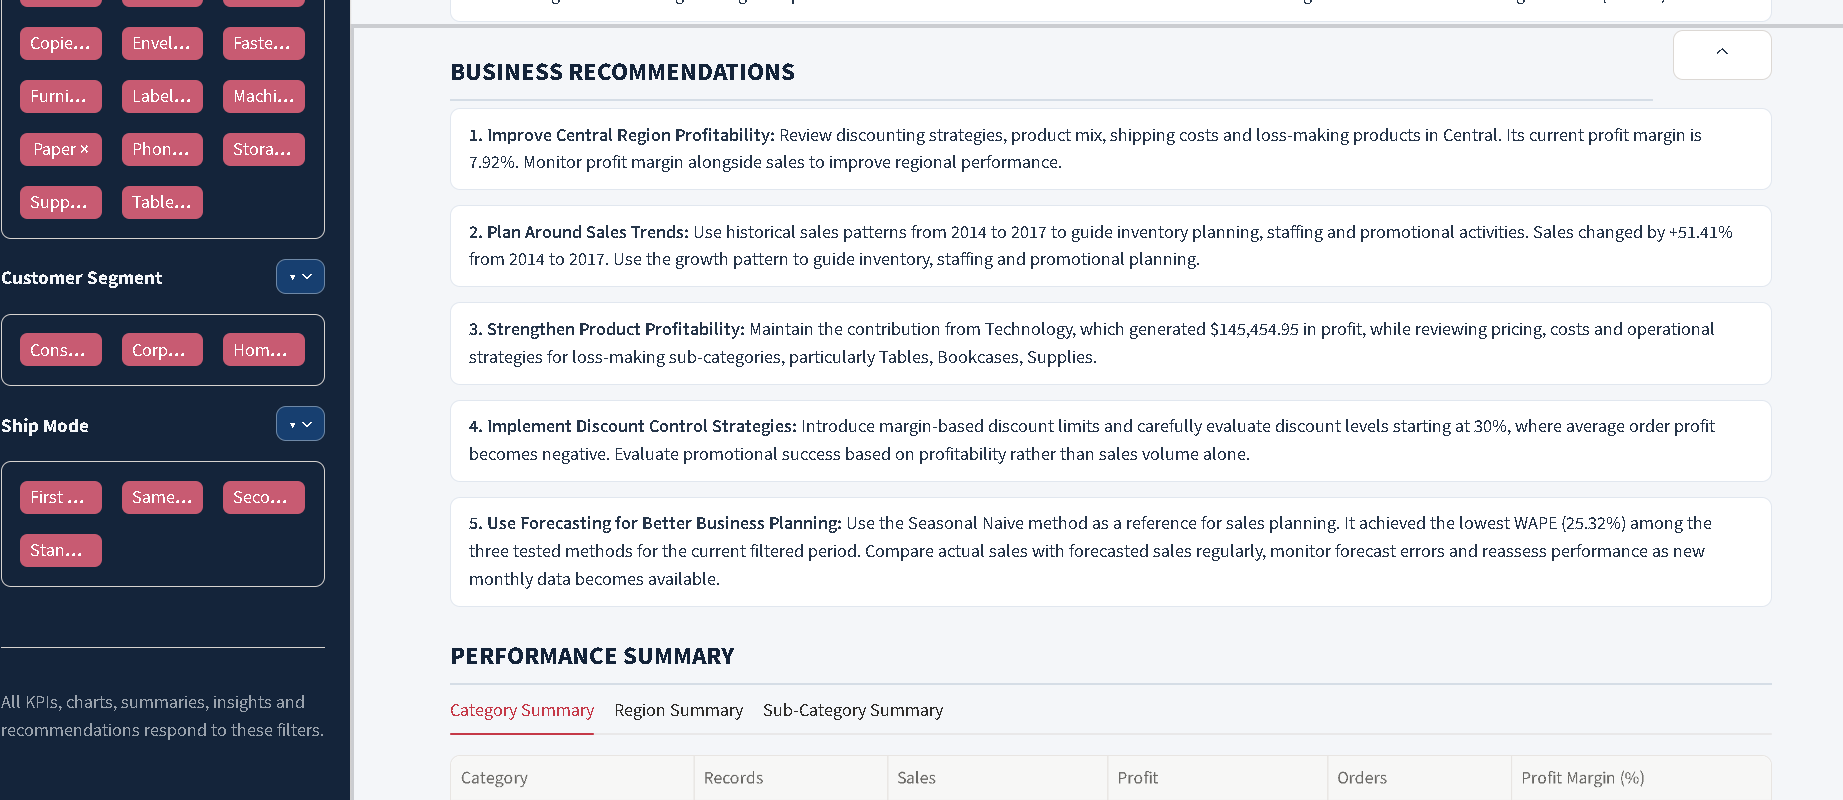 Copie...
Envel...
Faste...
Furni...
Label...
Machi...
Paper ×
Phon...
Stora...
Supp...
Table...
Customer Segment
Cons...
Corp...
Hom...
Ship Mode
First ...
Same...
Seco...
Stan...
All KPIs, charts, summaries, insights and
recommendations respond to these filters.
BUSINESS RECOMMENDATIONS
1. Improve Central Region Profitability: Review discounting strategies, product mix, shipping costs and loss-making products in Central. Its current profit margin is
7.92%. Monitor profit margin alongside sales to improve regional performance.
2. Plan Around Sales Trends: Use historical sales patterns from 2014 to 2017 to guide inventory planning, staffing and promotional activities. Sales changed by +51.41%
from 2014 to 2017. Use the growth pattern to guide inventory, staffing and promotional planning.
3. Strengthen Product Profitability: Maintain the contribution from Technology, which generated $145,454.95 in profit, while reviewing pricing, costs and operational
strategies for loss-making sub-categories, particularly Tables, Bookcases, Supplies.
4. Implement Discount Control Strategies: Introduce margin-based discount limits and carefully evaluate discount levels starting at 30%, where average order profit
becomes negative. Evaluate promotional success based on profitability rather than sales volume alone.
5. Use Forecasting for Better Business Planning: Use the Seasonal Naive method as a reference for sales planning. It achieved the lowest WAPE (25.32%) among the
three tested methods for the current filtered period. Compare actual sales with forecasted sales regularly, monitor forecast errors and reassess performance as new
monthly data becomes available.
PERFORMANCE SUMMARY
Category Summary
Region Summary
Sub-Category Summary
Category
Records
Sales
Profit
Orders
Profit Margin (%)